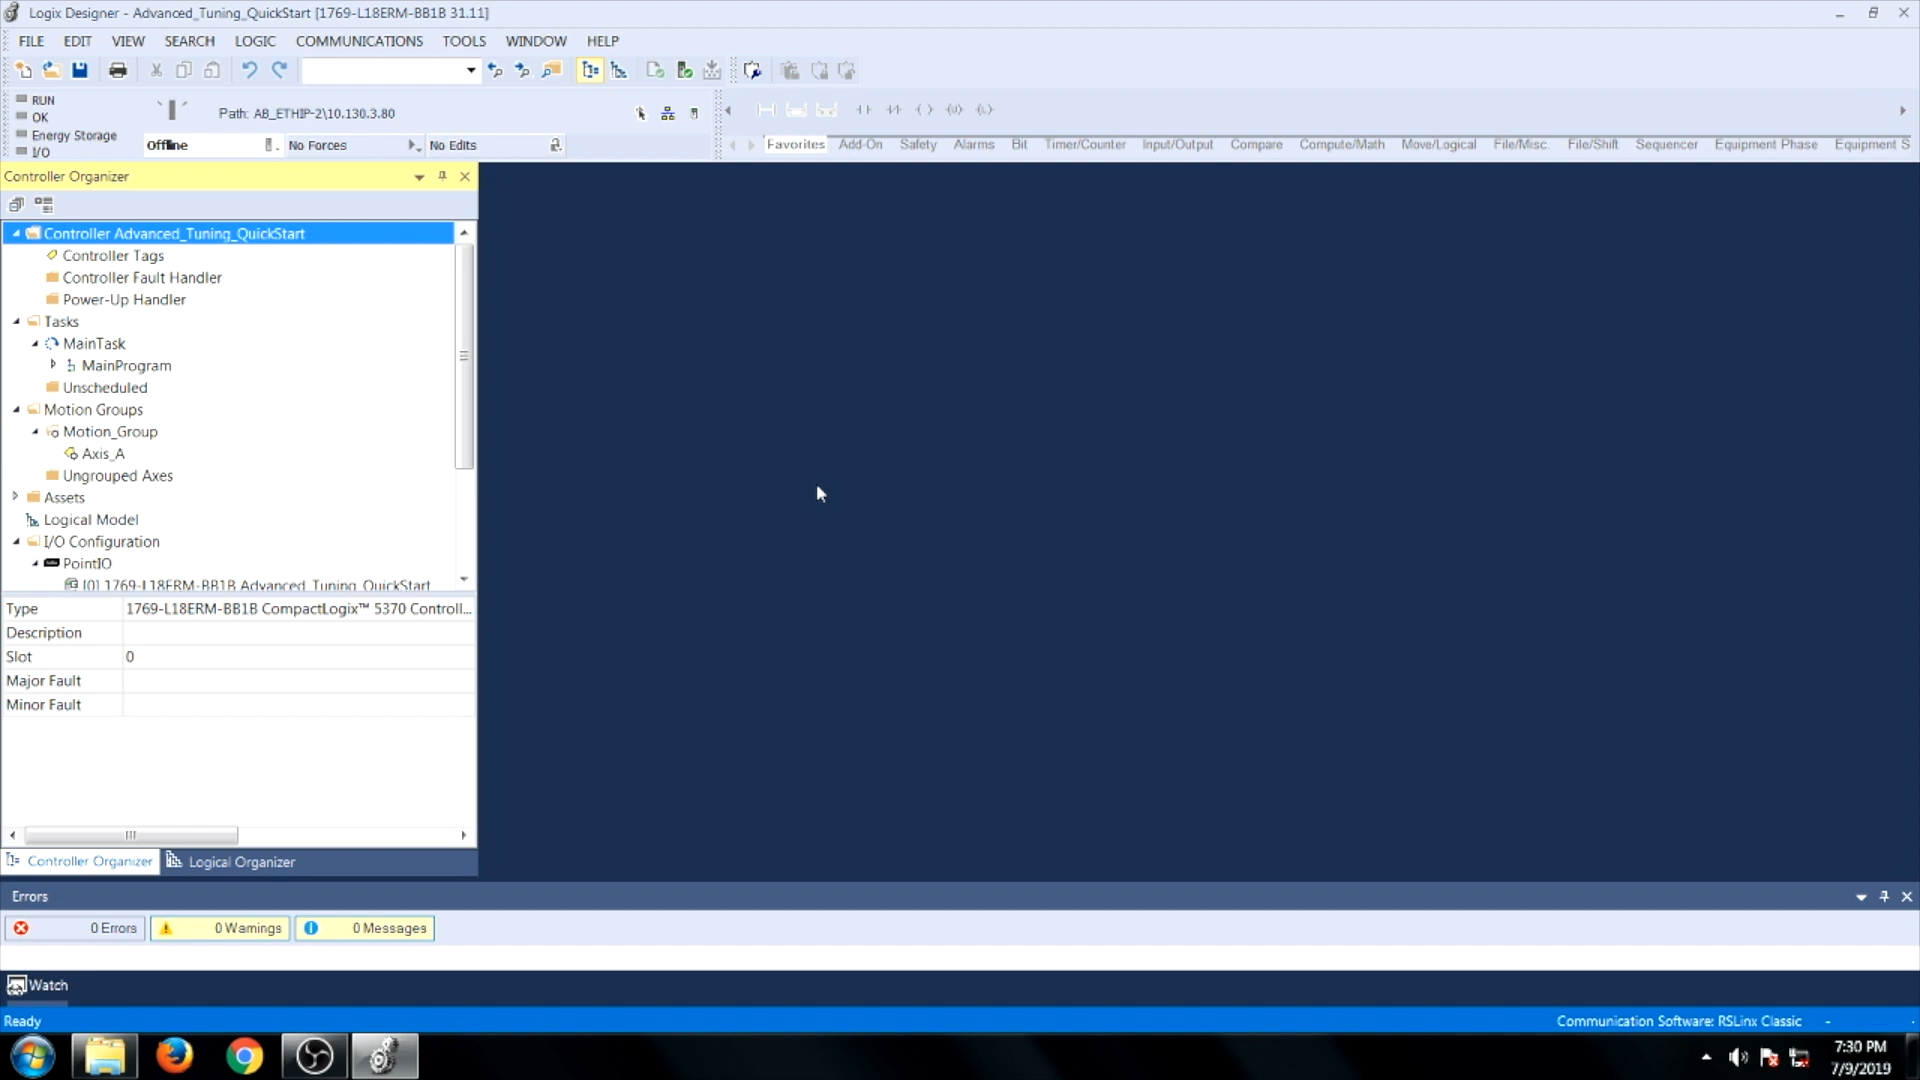 Logix Designer - Advanced_Tuning_QuickStart [1769-L18ERM-BB1B 31.11]
FILE EDIT VIEW SEARCH LOGIC COMMUNICATIONS TOOLS WINDOW HELP
RUN
OK
Energy Storage
I/O
Path: AB_ETHIP-2\10.130.3.80
Offline
No Forces
No Edits
Favorites Add-On Safety Alarms Bit Timer/Counter Input/Output Compare Compute/Math Move/Logical File/Misc. File/Shift Sequencer Equipment Phase Equipment S
Controller Organizer
Controller Advanced_Tuning_QuickStart
Controller Tags
Controller Fault Handler
Power-Up Handler
Tasks
MainTask
MainProgram
Unscheduled
Motion Groups
Motion_Group
Axis_A
Ungrouped Axes
Assets
Logical Model
I/O Configuration
PointIO
[0] 1769-L18ERM-BB1B Advanced_Tuning_QuickStart
Type 1769-L18ERM-BB1B CompactLogix™ 5370 Controll...
Description
Slot 0
Major Fault
Minor Fault
Controller Organizer Logical Organizer
Errors
0 Errors 0 Warnings 0 Messages
Watch
Ready
Communication Software: RSLinx Classic
7:30 PM
7/9/2019